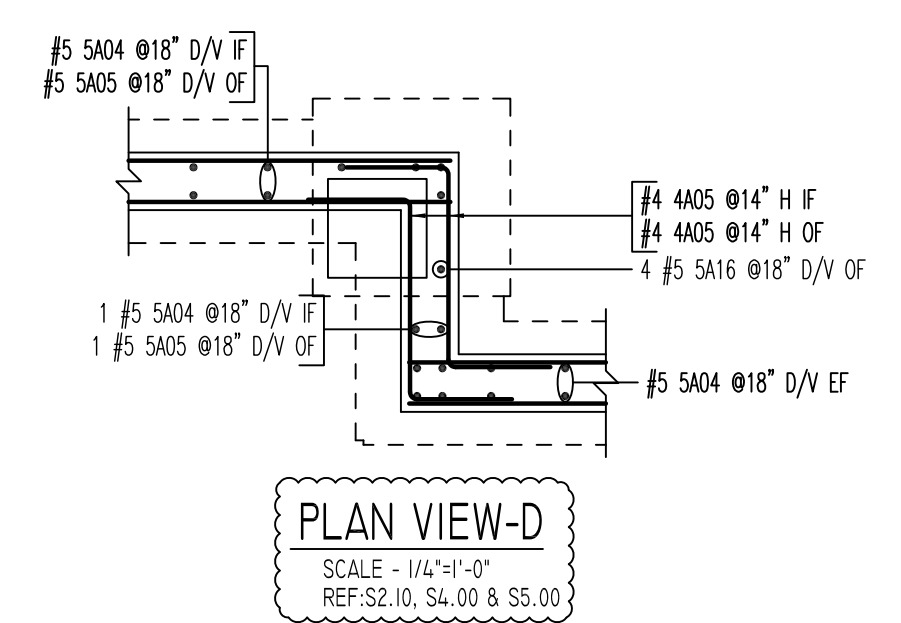 #5 5A04 @18" D/V IF
#5 5A05 @18" D/V OF
#4 4A05 @14" H IF
#4 4A05 @14" H OF
4 #5 5A16 @18" D/V OF
1 #5 5A04 @18" D/V IF
1 #5 5A05 @18" D/V OF
#5 5A04 @18" D/V EF
PLAN VIEW-D
SCALE - 1/4"=1'-0"
REF:S2.10, S4.00 & S5.00